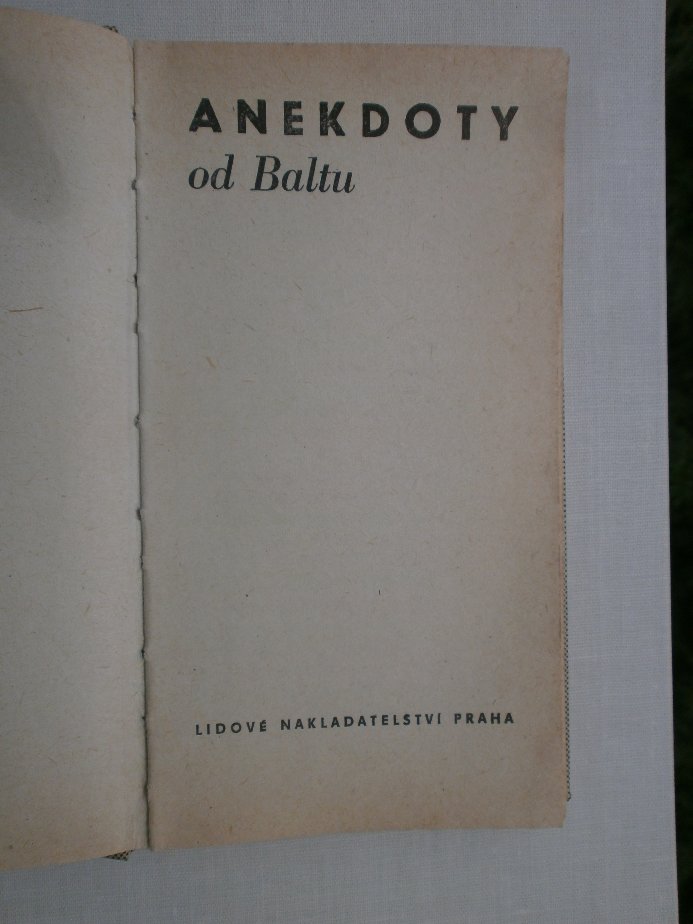 ANEKDOTY
od Baltu
LIDOVÉ NAKLADATELSTVÍ PRAHA